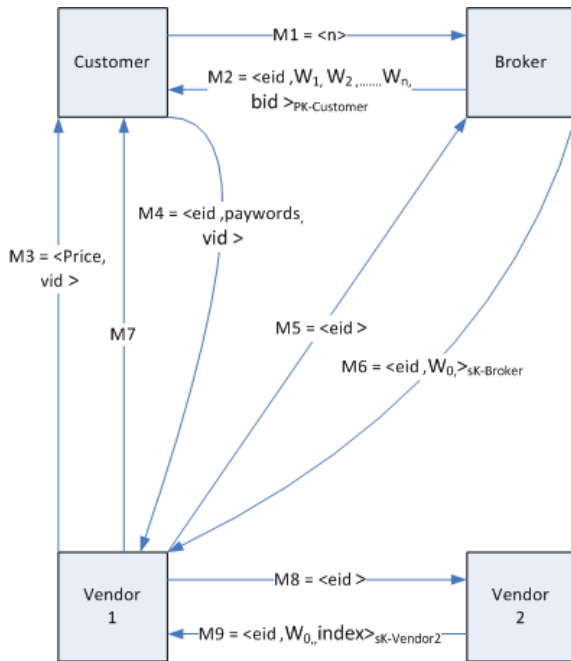 M1 = <n>
Customer
Broker
M2 = <eid ,W1, W2 ,....... Wn,
bid >PK-Customer
M4 = <eid ,paywords,
vid >
M3 = <Price,
vid>
M5 = <eid>
M7
M6 = <eid ,W0,>sK-Broker
Vendor
1
M8 = <eid >
Vendor
2
M9 = <eid, W0,,index>sK-Vendor2